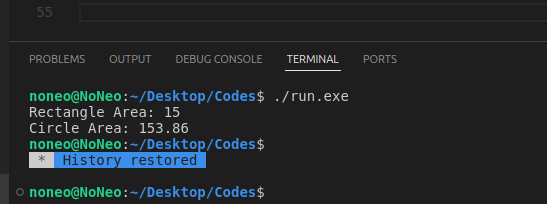 55
PROBLEMS OUTPUT DEBUG CONSOLE TERMINAL PORTS
noneo@NoNeo:~/Desktop/Codes$ ./run.exe
Rectangle Area: 15
Circle Area: 153.86
noneo@NoNeo:~/Desktop/Codes$
* History restored
noneo@NoNeo:~/Desktop/Codes$